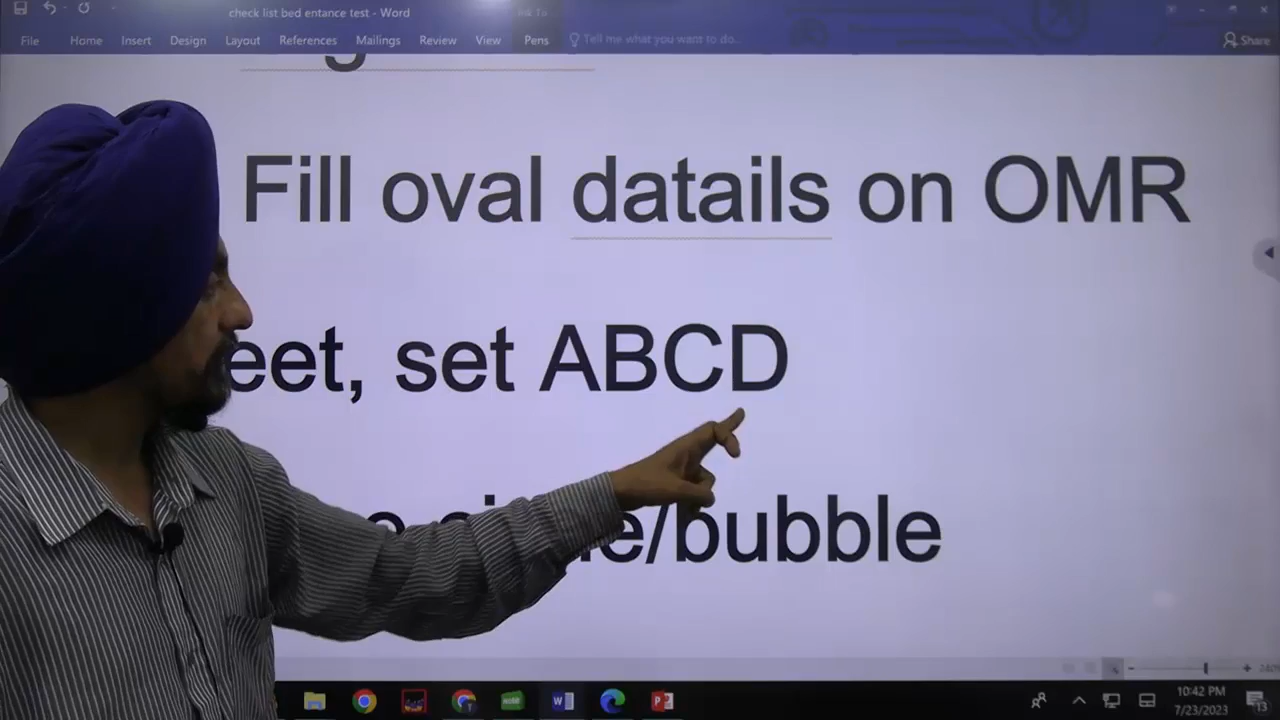 check list bed entance test - Word
File Home Insert Design Layout References Mailings Review View Pens Tell me what you want to do... Share
Fill oval datails on OMR
eet, set ABCD
e/bubble
10:42 PM
7/23/2023